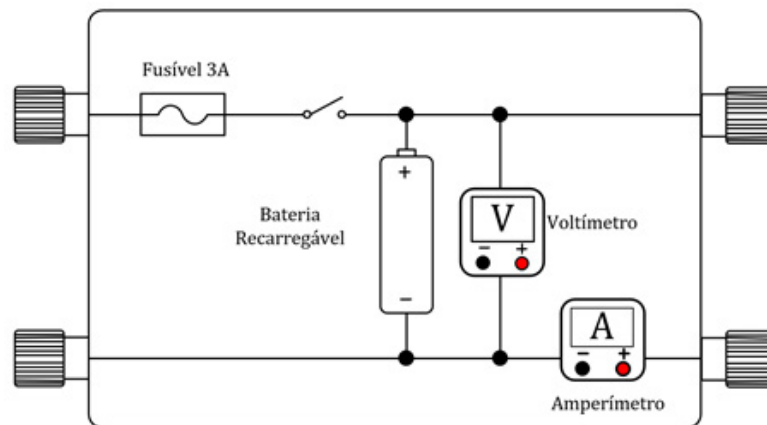 Fusível 3A
+
Bateria
Recarregável
−
V
− +
Voltímetro
A
− +
Amperímetro